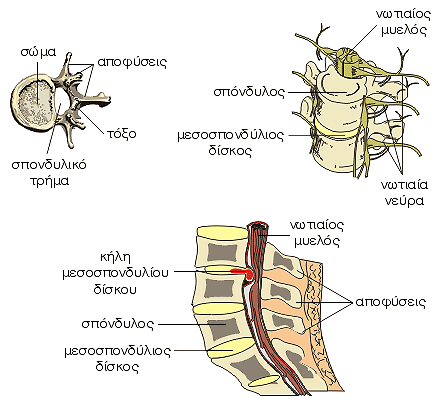 σώμα
αποφύσεις
τόξο
σπονδυλικό
τρήμα
νωτιαίος
μυελός
σπόνδυλος
μεσοσπονδύλιος
δίσκος
νωτιαία
νεύρα
νωτιαίος
μυελός
κήλη
μεσοσπονδυλίου
δίσκου
αποφύσεις
σπόνδυλος
μεσοσπονδύλιος
δίσκος